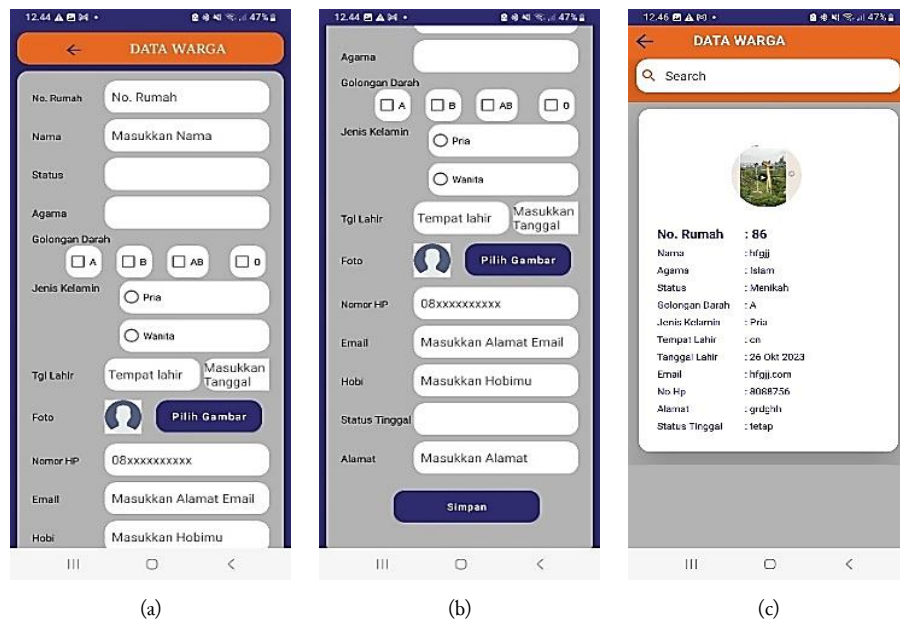 12.44
47%
DATA WARGA
No. Rumah No. Rumah
Nama Masukkan Nama
Status
Agama
Golongan Darah
A B AB O
Jenis Kelamin
Pria
Wanita
Tgl Lahir Tempat lahir Masukkan
Tanggal
Foto Pilih Gambar
Nomor HP 08xxxxxxxxxx
Email Masukkan Alamat Email
Hobi Masukkan Hobimu
(a)
12.44
47%
Agama
Golongan Darah
A B AB O
Jenis Kelamin
Pria
Wanita
Tgl Lahir Tempat lahir Masukkan
Tanggal
Foto Pilih Gambar
Nomor HP 08xxxxxxxxxx
Email Masukkan Alamat Email
Hobi Masukkan Hobimu
Status Tinggal
Alamat Masukkan Alamat
Simpan
(b)
12.46
47%
DATA WARGA
Search
No. Rumah : 86
Nama : hfgjj
Agama : Islam
Status : Menikah
Golongan Darah : A
Jenis Kelamin : Pria
Tempat Lahir : cn
Tanggal Lahir : 26 Okt 2023
Email : hfgjj.com
No Hp : 8088756
Alamat : grdghh
Status Tinggal : tetap
(c)